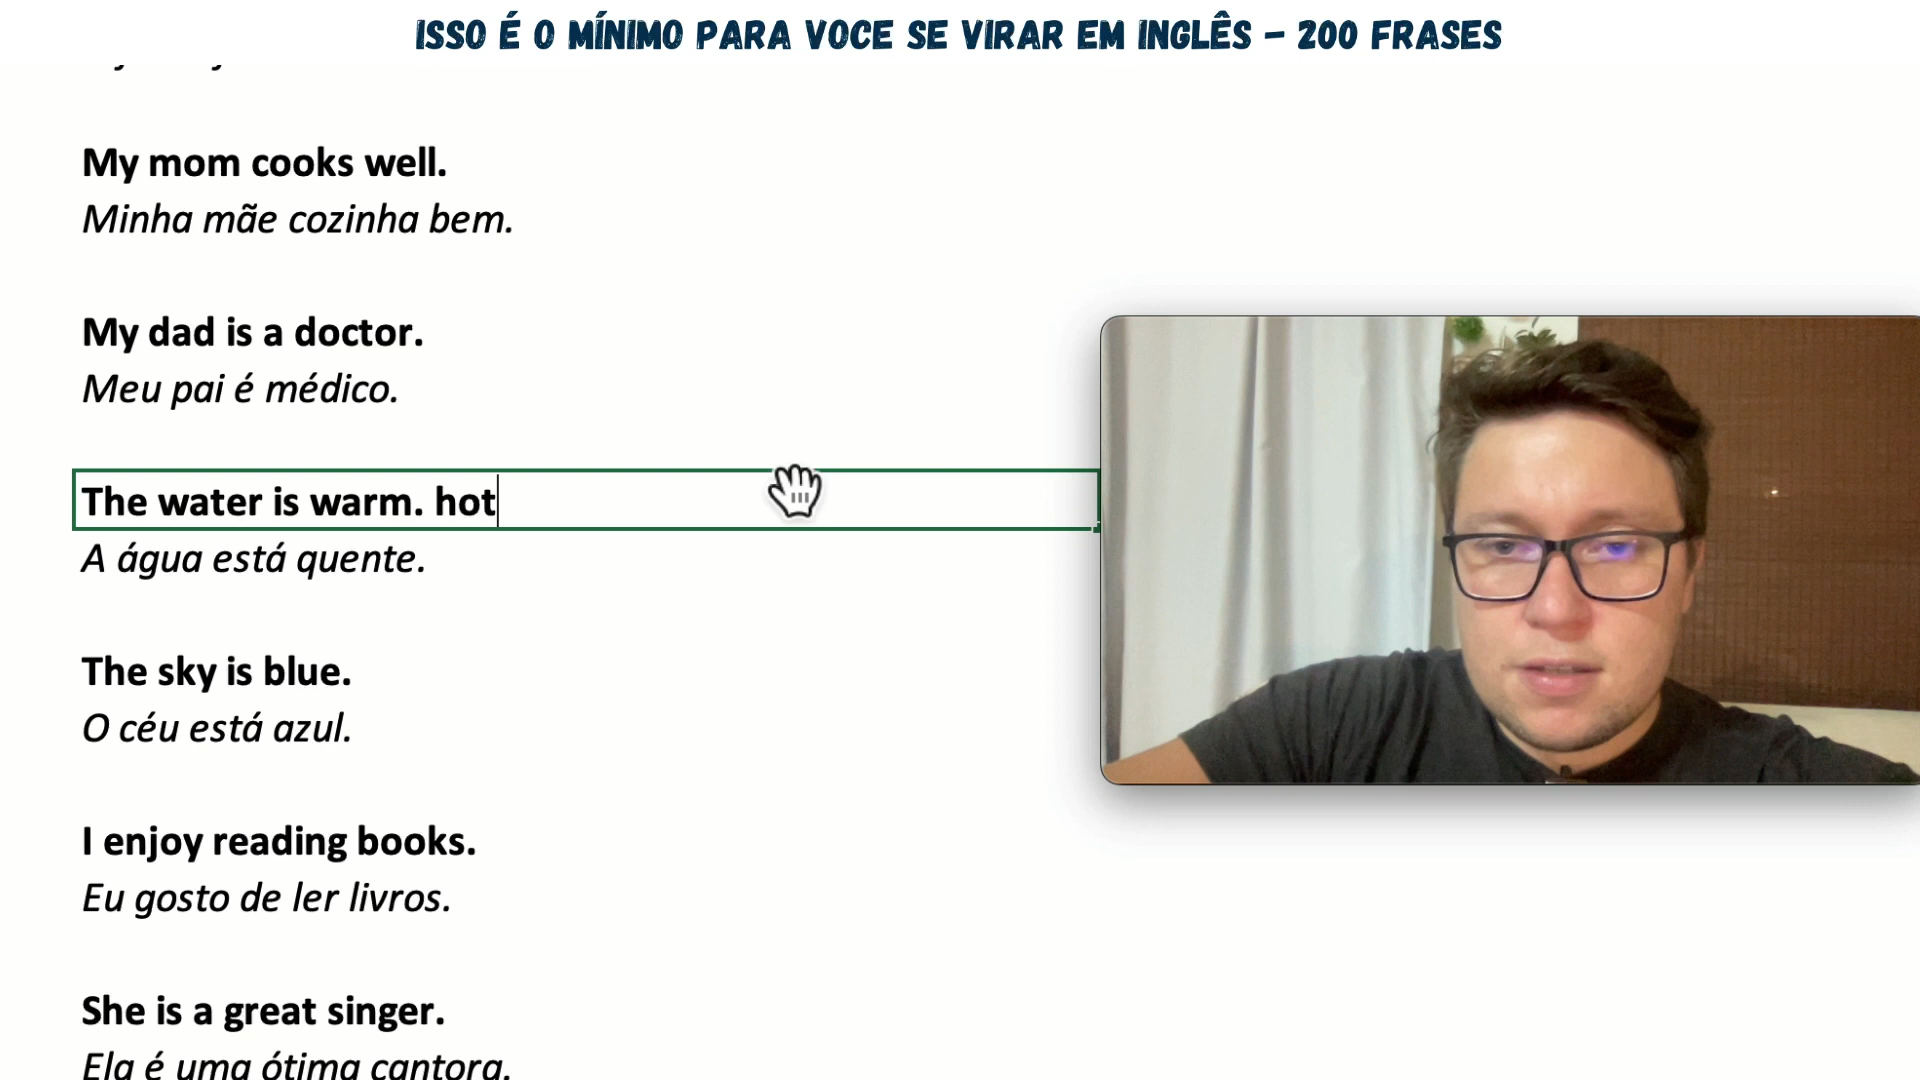 ISSO É O MÍNIMO PARA VOCE SE VIRAR EM INGLÊS – 200 FRASES
My mom cooks well.
Minha mãe cozinha bem.
My dad is a doctor.
Meu pai é médico.
The water is warm. hot
A água está quente.
The sky is blue.
O céu está azul.
I enjoy reading books.
Eu gosto de ler livros.
She is a great singer.
Ela é uma ótima cantora.